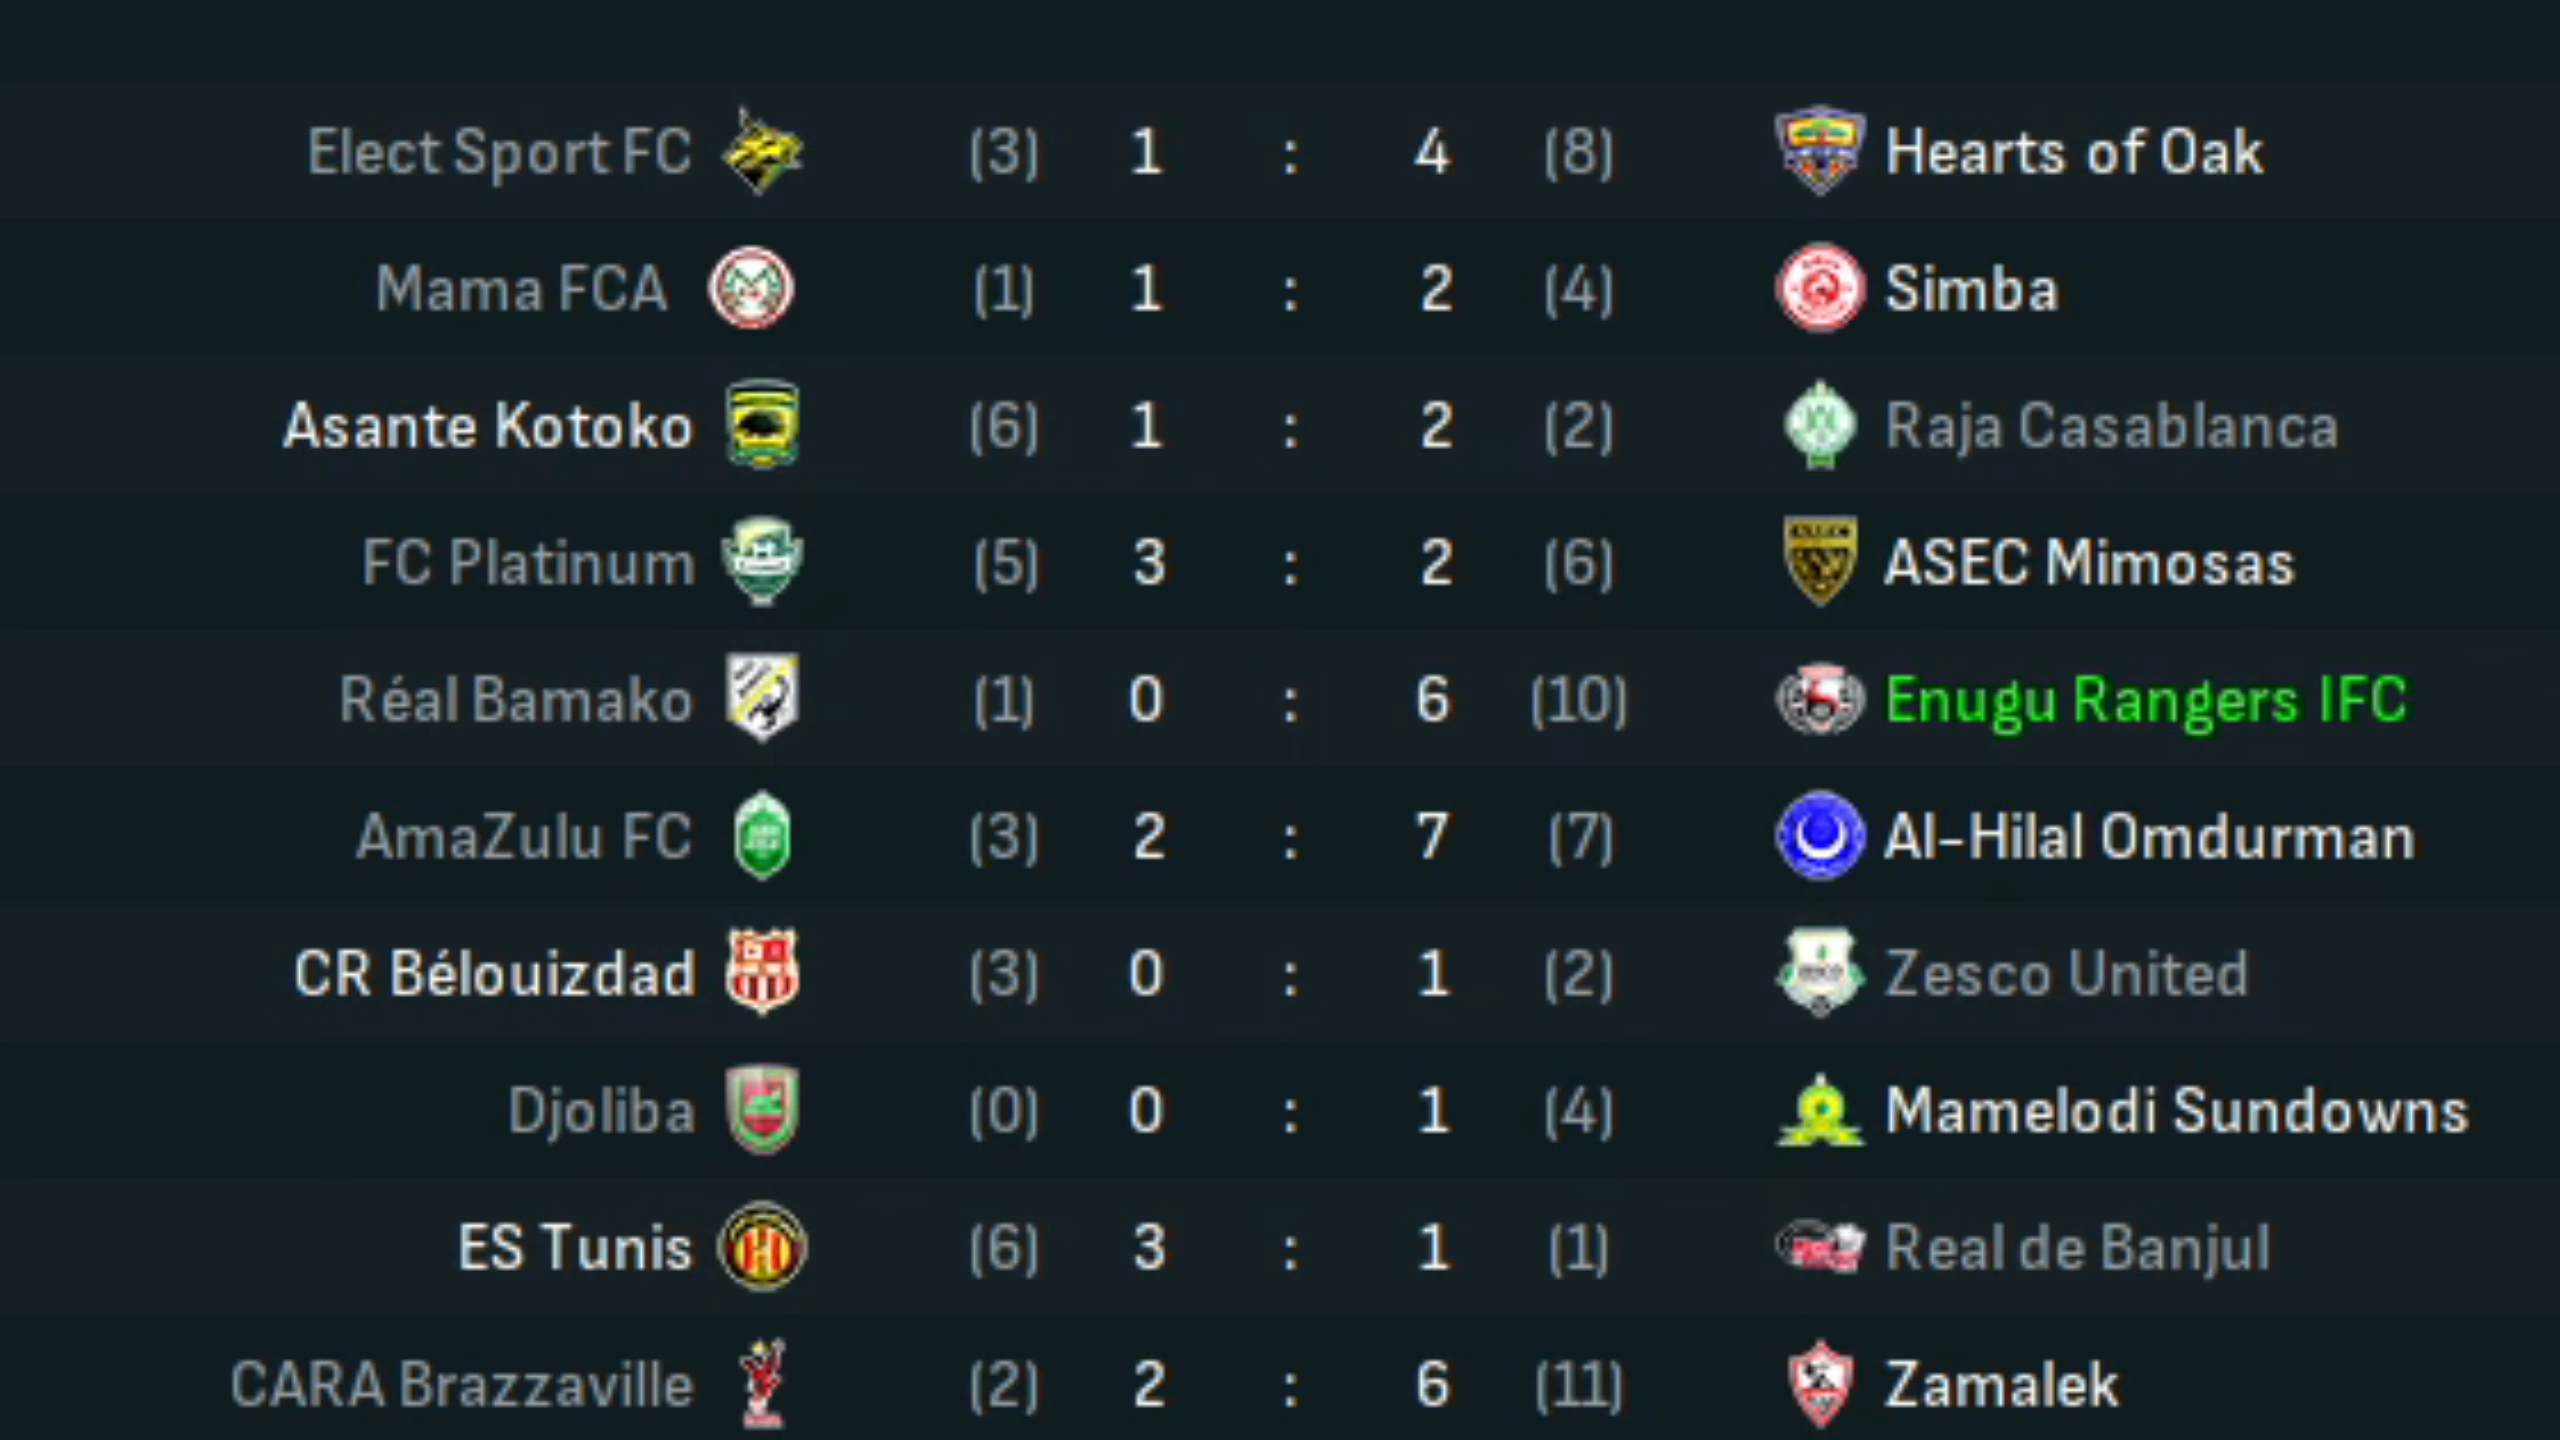 Elect Sport FC (3) 1 : 4 (8) Hearts of Oak
Mama FCA (1) 1 : 2 (4) Simba
Asante Kotoko (6) 1 : 2 (2) Raja Casablanca
FC Platinum (5) 3 : 2 (6) ASEC Mimosas
Réal Bamako (1) 0 : 6 (10) Enugu Rangers IFC
AmaZulu FC (3) 2 : 7 (7) Al-Hilal Omdurman
CR Bélouizdad (3) 0 : 1 (2) Zesco United
Djoliba (0) 0 : 1 (4) Mamelodi Sundowns
ES Tunis (6) 3 : 1 (1) Real de Banjul
CARA Brazzaville (2) 2 : 6 (11) Zamalek